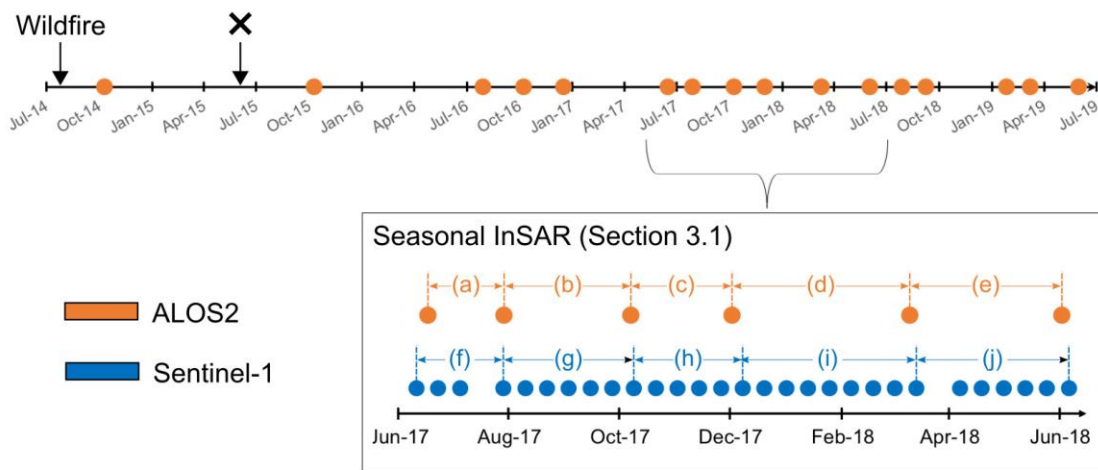 Wildfire
×
Jul-14
Oct-14
Jan-15
Apr-15
Jul-15
Oct-15
Jan-16
Apr-16
Jul-16
Oct-16
Jan-17
Apr-17
Jul-17
Oct-17
Jan-18
Apr-18
Jul-18
Oct-18
Jan-19
Apr-19
Jul-19
Seasonal InSAR (Section 3.1)
(a) (b) (c) (d) (e)
ALOS2
(f) (g) (h) (i) (j)
Sentinel-1
Jun-17 Aug-17 Oct-17 Dec-17 Feb-18 Apr-18 Jun-18